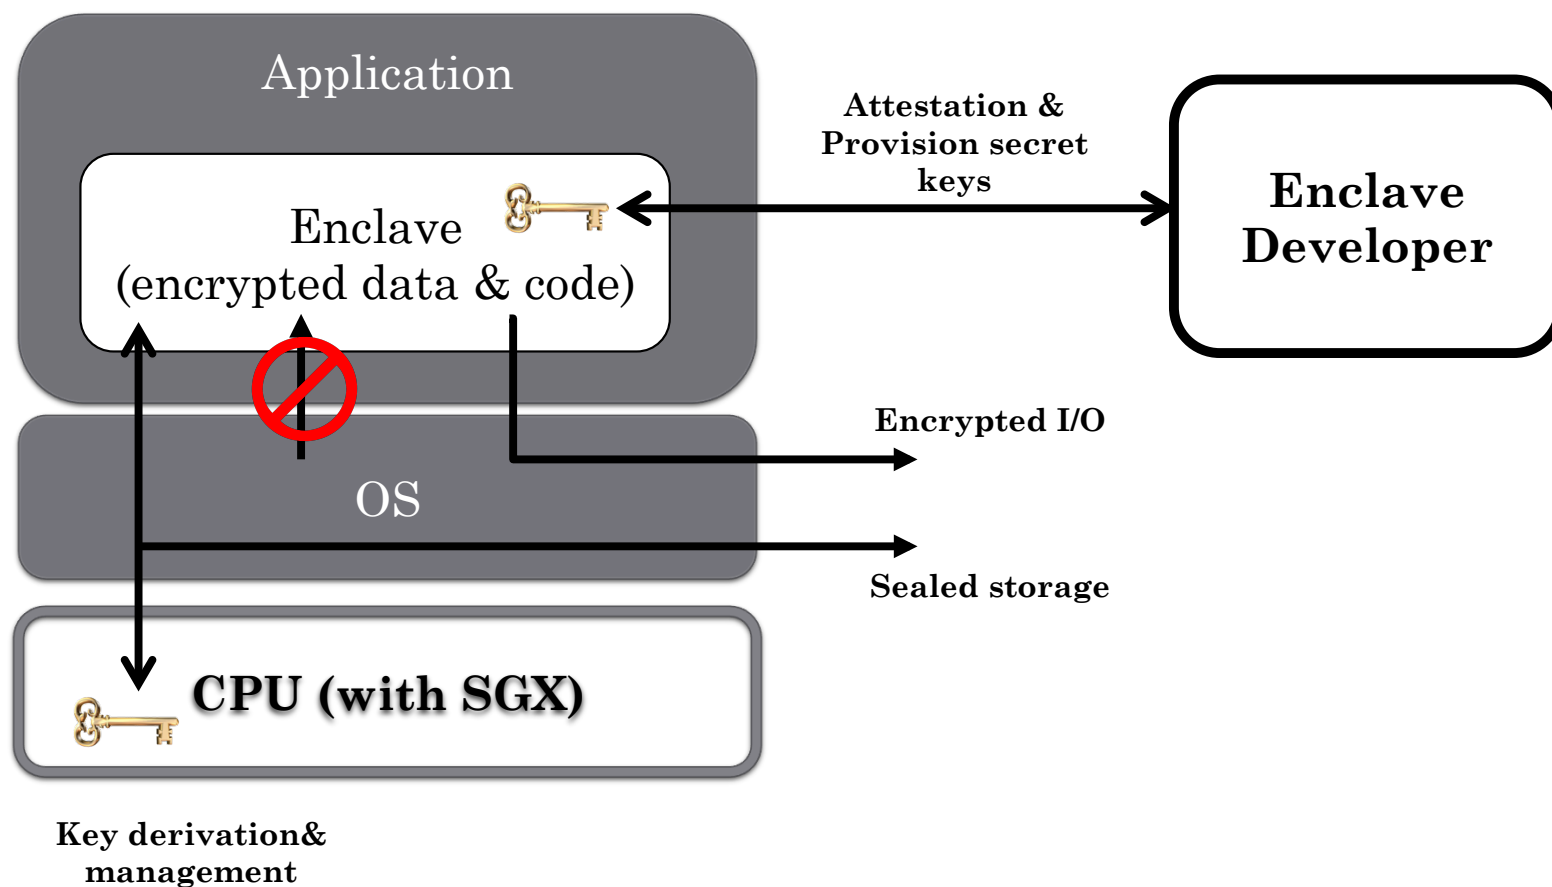 Application
Attestation &
Provision secret
keys
Enclave
(encrypted data & code)
Enclave
Developer
Encrypted I/O
OS
Sealed storage
CPU (with SGX)
Key derivation&
management